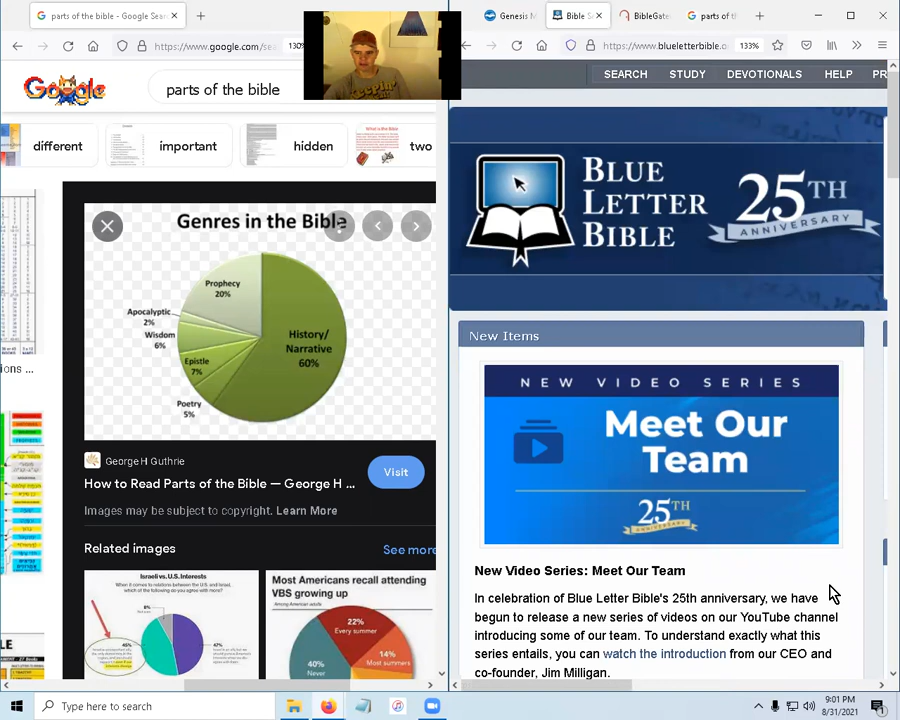 parts of the bible - Google Sear
https://www.google.com/sea
130%
Google
parts of the bible
different
important
hidden
two
Genres in the Bible
Prophecy
20%
Apocalyptic
2%
Wisdom
6%
Epistle
7%
Poetry
5%
History/
Narrative
60%
George H Guthrie
How to Read Parts of the Bible — George H ...
Visit
Images may be subject to copyright. Learn More
Related images
See more
Israeli vs. U.S. Interests
Most Americans recall attending
VBS growing up
Among American adults
22%
Every summer
14%
Most summers
40%
Never
ions ...
Genesis M
Bible S
BibleGate
parts of th
https://www.blueletterbible.o
133%
SEARCH
STUDY
DEVOTIONALS
HELP
PR
BLUE
LETTER
BIBLE
25TH
ANNIVERSARY
New Items
NEW VIDEO SERIES
Meet Our
Team
25TH
ANNIVERSARY
New Video Series: Meet Our Team
In celebration of Blue Letter Bible's 25th anniversary, we have
begun to release a new series of videos on our YouTube channel
introducing some of our team. To understand exactly what this
series entails, you can watch the introduction from our CEO and
co-founder, Jim Milligan.
Type here to search
9:01 PM
8/31/2021